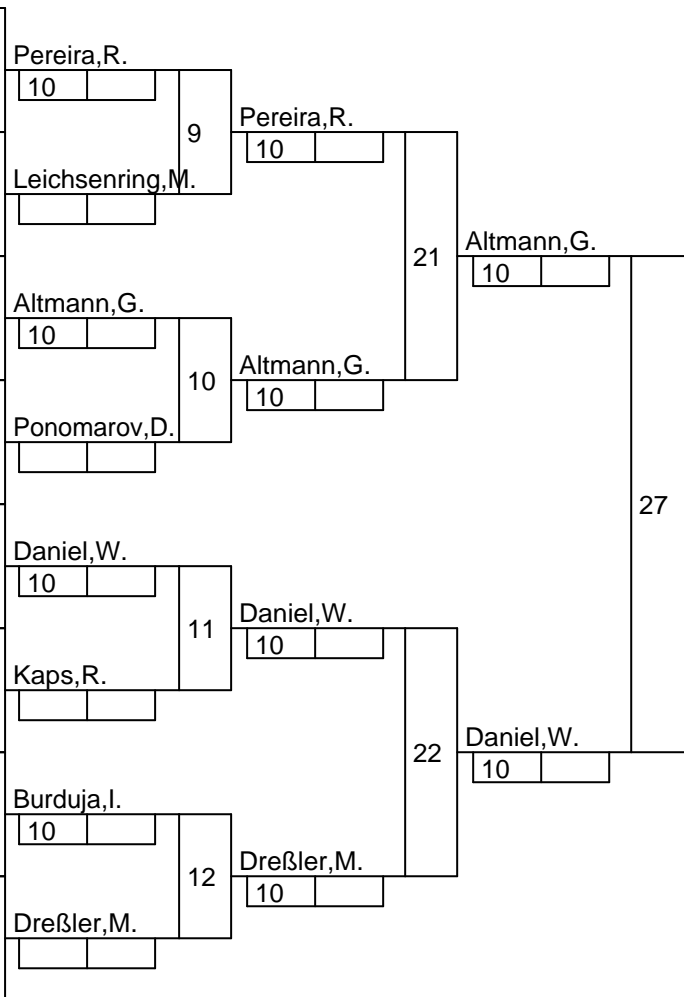 Pereira,R.
10
9
Pereira,R.
10
Leichsenring,M.
21
Altmann,G.
10
Altmann,G.
10
10
Altmann,G.
10
Ponomarov,D.
27
Daniel,W.
10
11
Daniel,W.
10
Kaps,R.
22
Daniel,W.
10
Burduja,I.
10
12
Dreßler,M.
10
Dreßler,M.